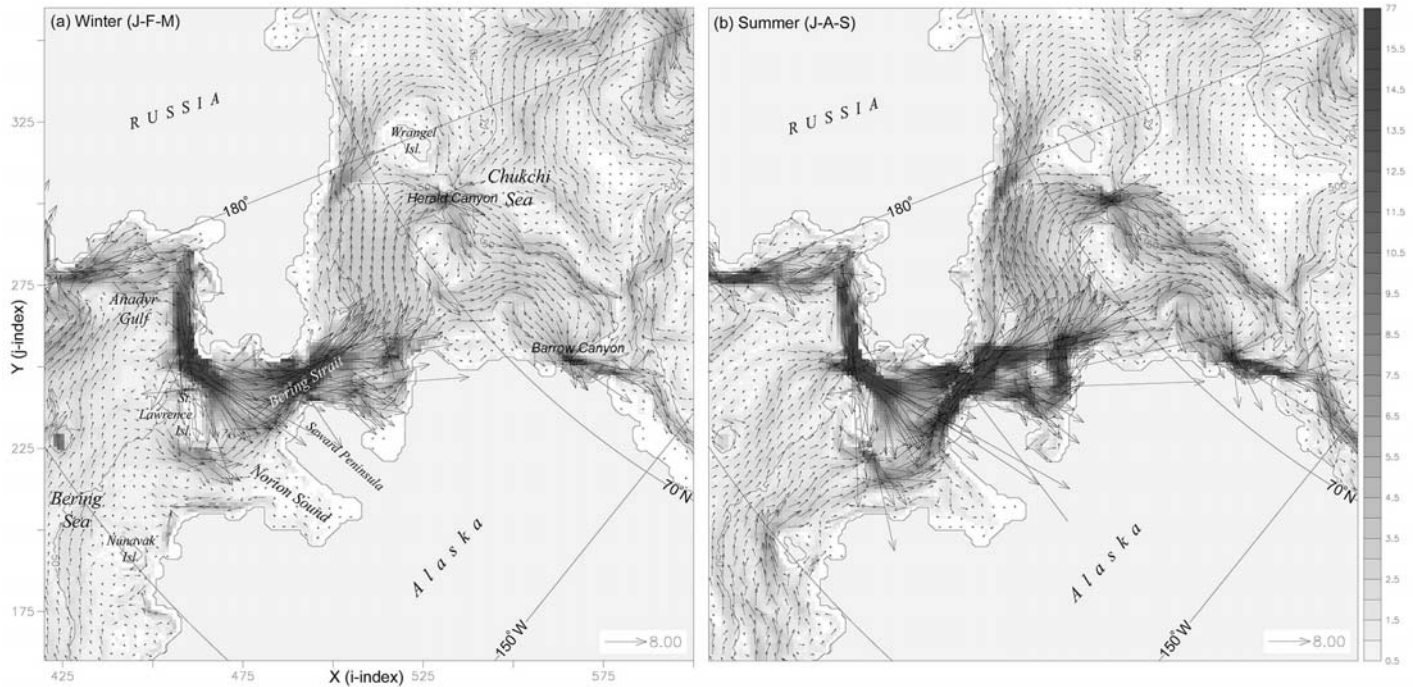 (a) Winter (J-F-M)
RUSSIA
325
Wrangel
Isl.
Chukchi
Sea
Herald Canyon
180°
275
Anadyr
Gulf
Barrow Canyon
Bering Strait
St.
Lawrence
Isl.
225
Soward Peninsula
Norton Sound
70°N
Bering
Sea
Nunavak
Isl.
Alaska
175
150°W
8.00
425
475
525
575
X (i-index)
Y (j-index)
(b) Summer (J-A-S)
RUSSIA
180°
70°N
Alaska
150°W
8.00
77
15.5
14.5
13.5
12.5
11.5
10.5
9.5
8.5
7.5
6.5
5.5
4.5
3.5
2.5
1.5
0.5